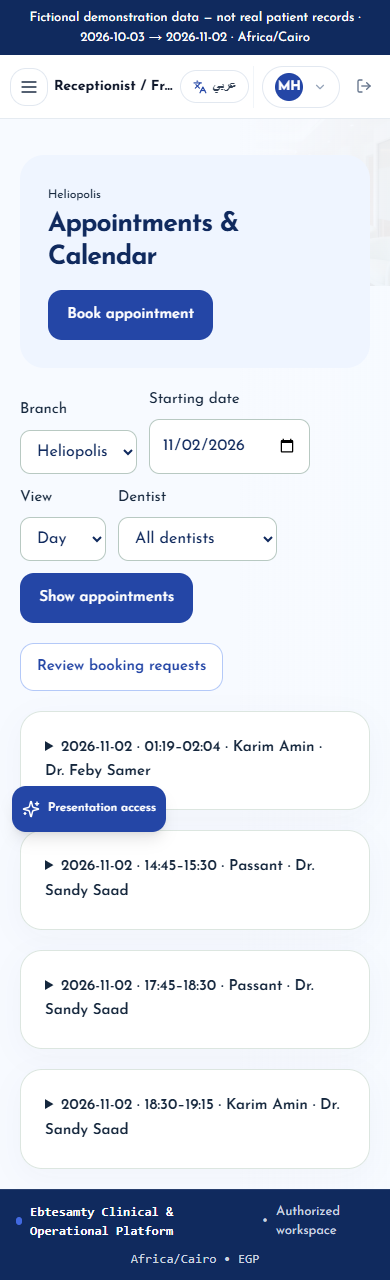 Fictional demonstration data — not real patient records ·
2026-10-03 → 2026-11-02 · Africa/Cairo
Receptionist / Fr...
عربي
MH
Heliopolis
Appointments &
Calendar
Book appointment
Branch
Starting date
Heliopolis
11/02/2026
View
Dentist
Day
All dentists
Show appointments
Review booking requests
2026-11-02 · 01:19–02:04 · Karim Amin ·
Dr. Feby Samer
Presentation access
2026-11-02 · 14:45–15:30 · Passant · Dr.
Sandy Saad
2026-11-02 · 17:45–18:30 · Passant · Dr.
Sandy Saad
2026-11-02 · 18:30–19:15 · Karim Amin · Dr.
Sandy Saad
Ebtesamty Clinical &
Operational Platform
• Authorized
workspace
Africa/Cairo • EGP